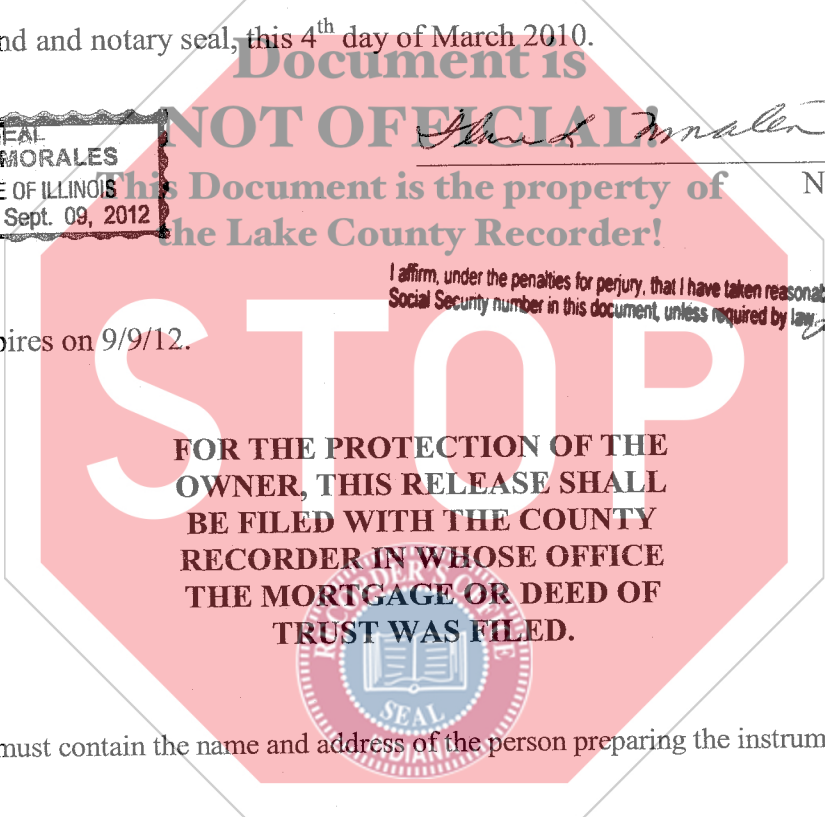 nd and notary seal, this 4th day of March 2010.
Document is
NOT OFFICIAL!
This Document is the property of
the Lake County Recorder!
SEAL
MORALES
E OF ILLINOIS
Sept. 09, 2012
N
I affirm, under the penalties for perjury, that I have taken reasonab
Social Security number in this document, unless required by law.
STOP
pires on 9/9/12.
FOR THE PROTECTION OF THE
OWNER, THIS RELEASE SHALL
BE FILED WITH THE COUNTY
RECORDER IN WHOSE OFFICE
THE MORTGAGE OR DEED OF
TRUST WAS FILED.
RECORDER'S OFFICE
SEAL
INDIANA
must contain the name and address of the person preparing the instrum